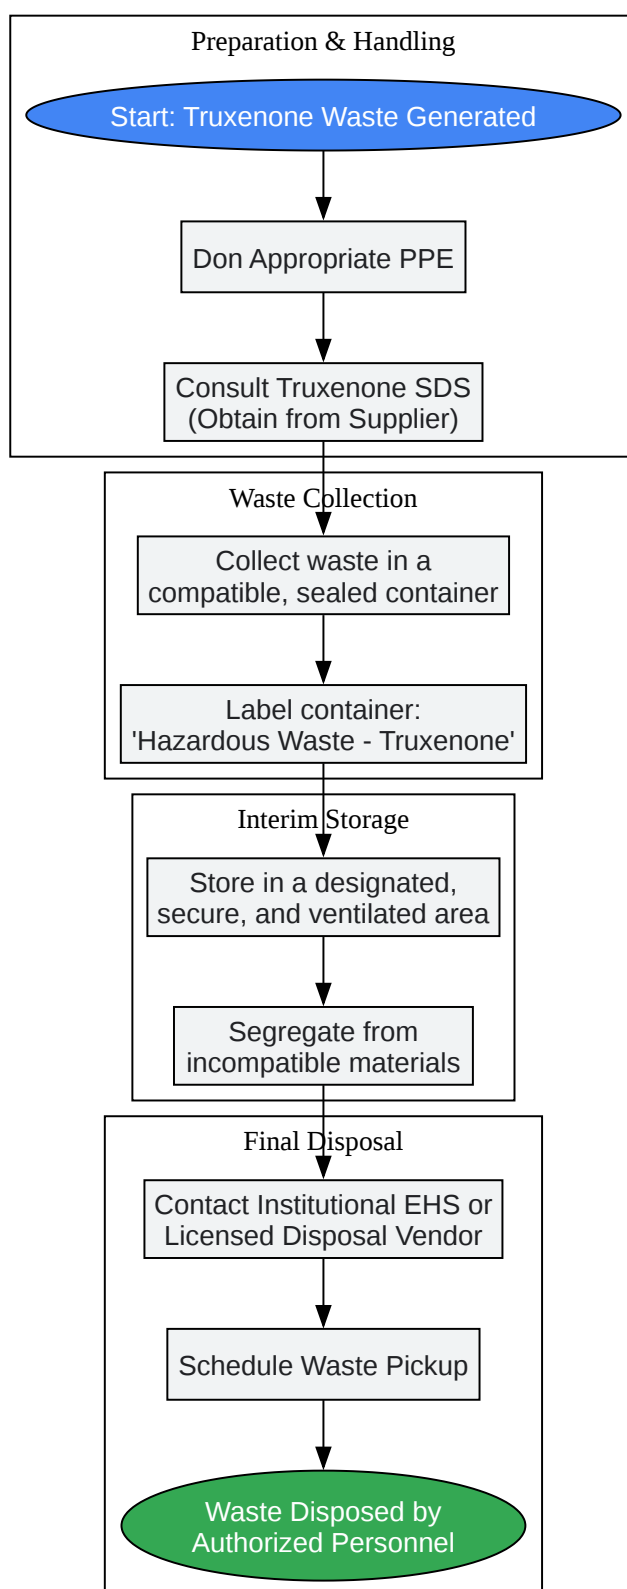 Preparation & Handling
Start: Truxenone Waste Generated
Don Appropriate PPE
Consult Truxenone SDS
(Obtain from Supplier)
Waste Collection
Collect waste in a
compatible, sealed container
Label container:
'Hazardous Waste - Truxenone'
Interim Storage
Store in a designated,
secure, and ventilated area
Segregate from
incompatible materials
Final Disposal
Contact Institutional EHS or
Licensed Disposal Vendor
Schedule Waste Pickup
Waste Disposed by
Authorized Personnel